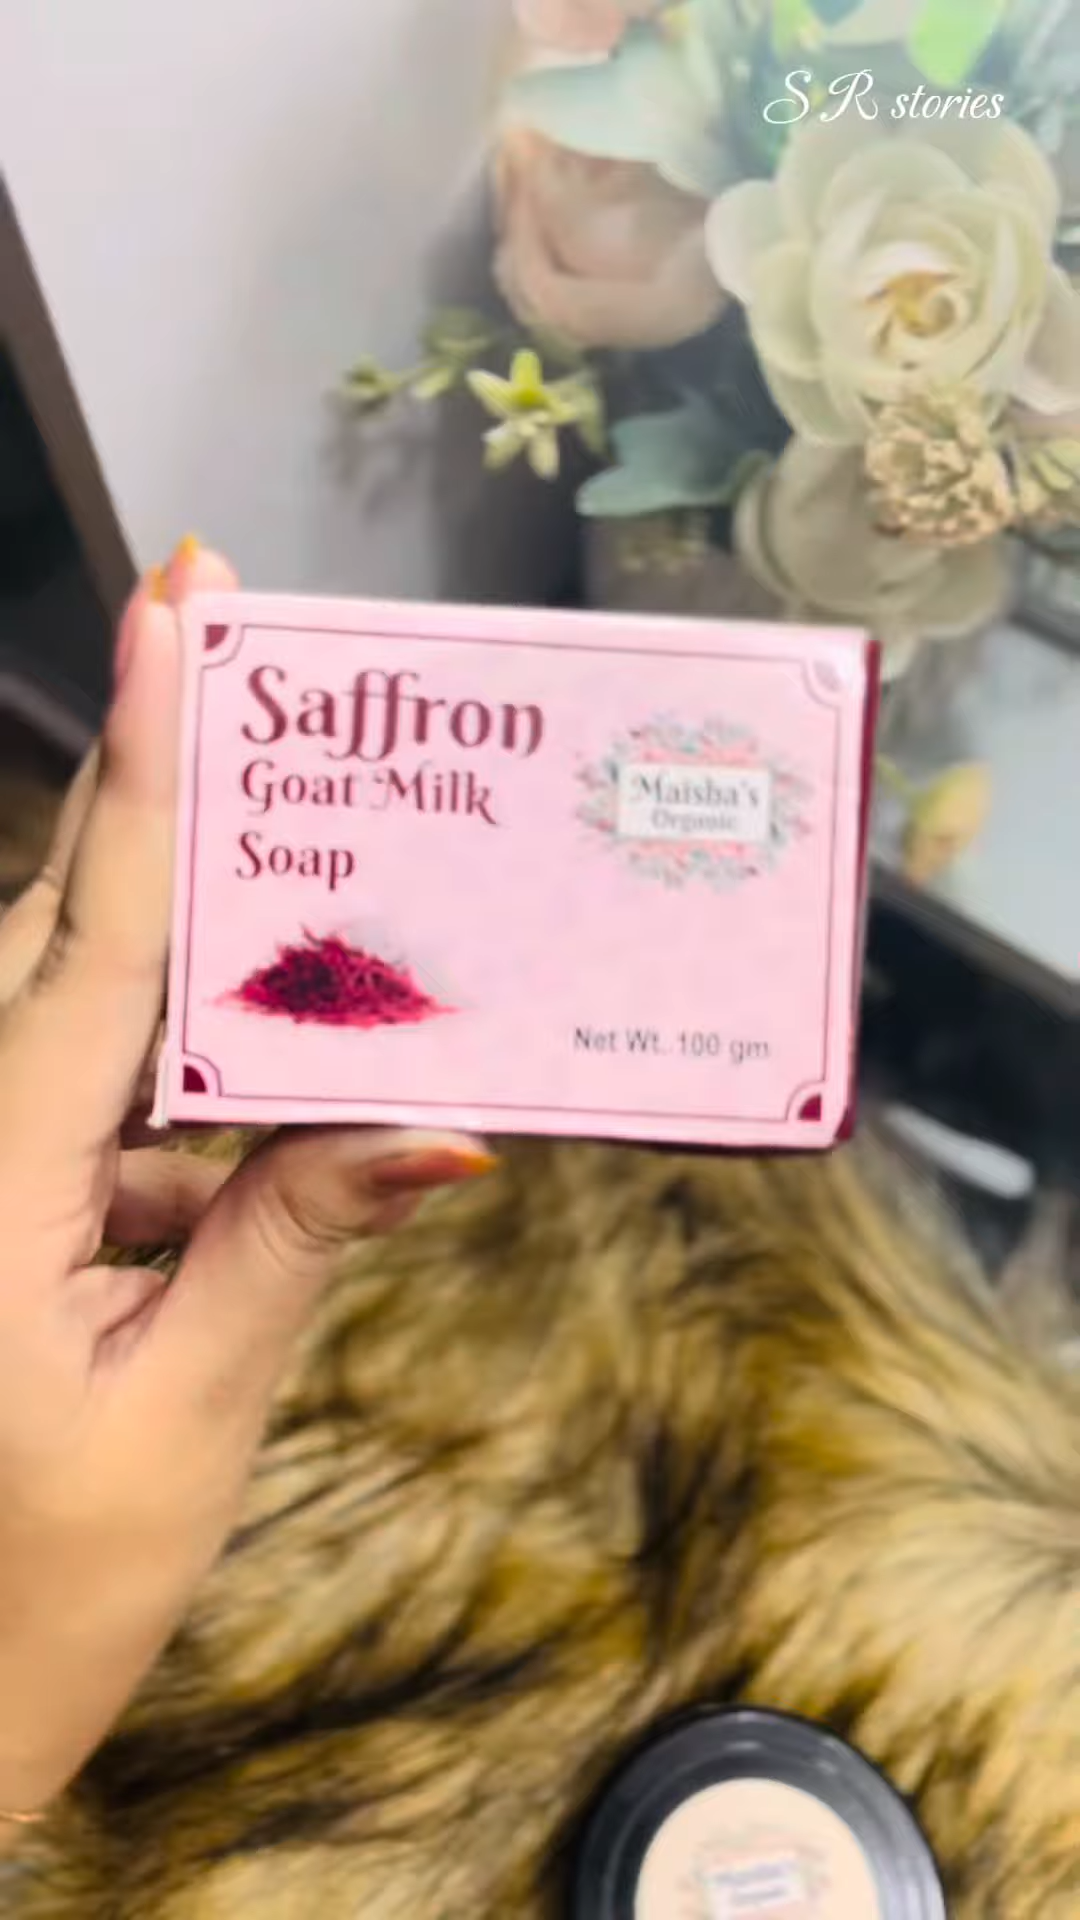 S R stories
Saffron
Goat Milk
Soap
Maisha's
Organic
Net Wt. 100 gm